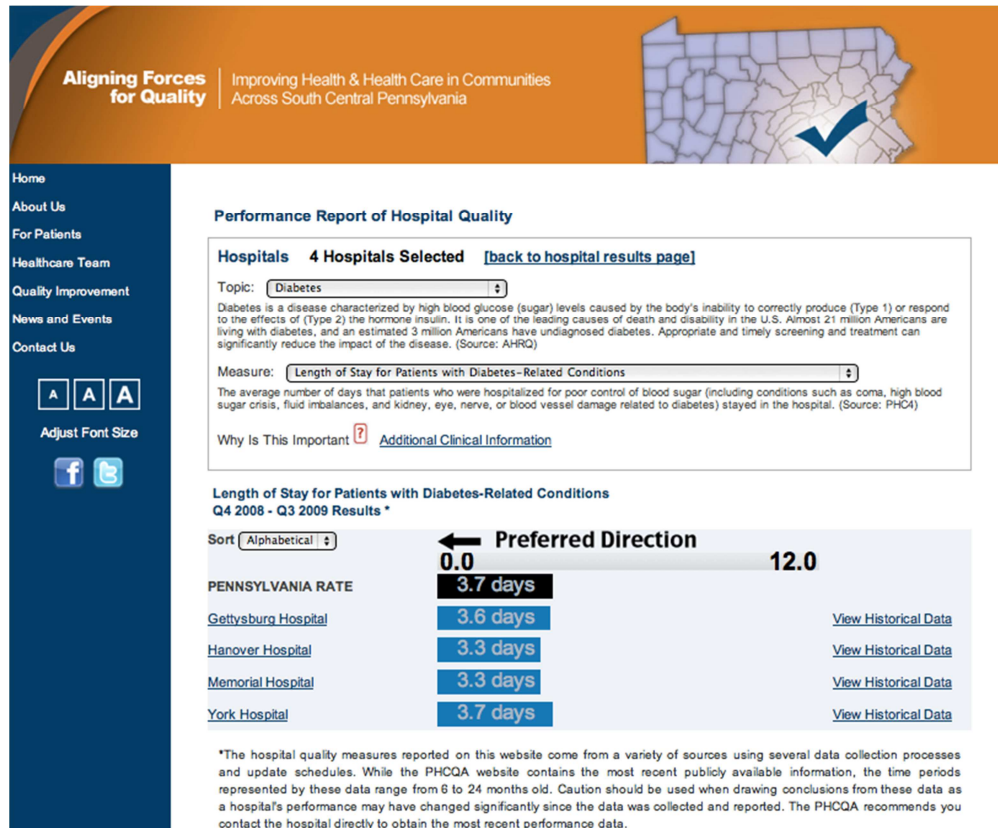 Aligning Forces
for Quality
Improving Health & Health Care in Communities
Across South Central Pennsylvania
Home
About Us
For Patients
Healthcare Team
Quality Improvement
News and Events
Contact Us
A A A
Adjust Font Size
Performance Report of Hospital Quality
Hospitals 4 Hospitals Selected [back to hospital results page]
Topic: Diabetes
Diabetes is a disease characterized by high blood glucose (sugar) levels caused by the body's inability to correctly produce (Type 1) or respond
to the effects of (Type 2) the hormone insulin. It is one of the leading causes of death and disability in the U.S. Almost 21 million Americans are
living with diabetes, and an estimated 3 million Americans have undiagnosed diabetes. Appropriate and timely screening and treatment can
significantly reduce the impact of the disease. (Source: AHRQ)
Measure: Length of Stay for Patients with Diabetes-Related Conditions
The average number of days that patients who were hospitalized for poor control of blood sugar (including conditions such as coma, high blood
sugar crisis, fluid imbalances, and kidney, eye, nerve, or blood vessel damage related to diabetes) stayed in the hospital. (Source: PHC4)
Why Is This Important ? Additional Clinical Information
Length of Stay for Patients with Diabetes-Related Conditions
Q4 2008 - Q3 2009 Results *
Sort Alphabetical Preferred Direction
0.0 12.0
PENNSYLVANIA RATE 3.7 days
Gettysburg Hospital 3.6 days View Historical Data
Hanover Hospital 3.3 days View Historical Data
Memorial Hospital 3.3 days View Historical Data
York Hospital 3.7 days View Historical Data
*The hospital quality measures reported on this website come from a variety of sources using several data collection processes
and update schedules. While the PHCQA website contains the most recent publicly available information, the time periods
represented by these data range from 6 to 24 months old. Caution should be used when drawing conclusions from these data as
a hospital's performance may have changed significantly since the data was collected and reported. The PHCQA recommends you
contact the hospital directly to obtain the most recent performance data.